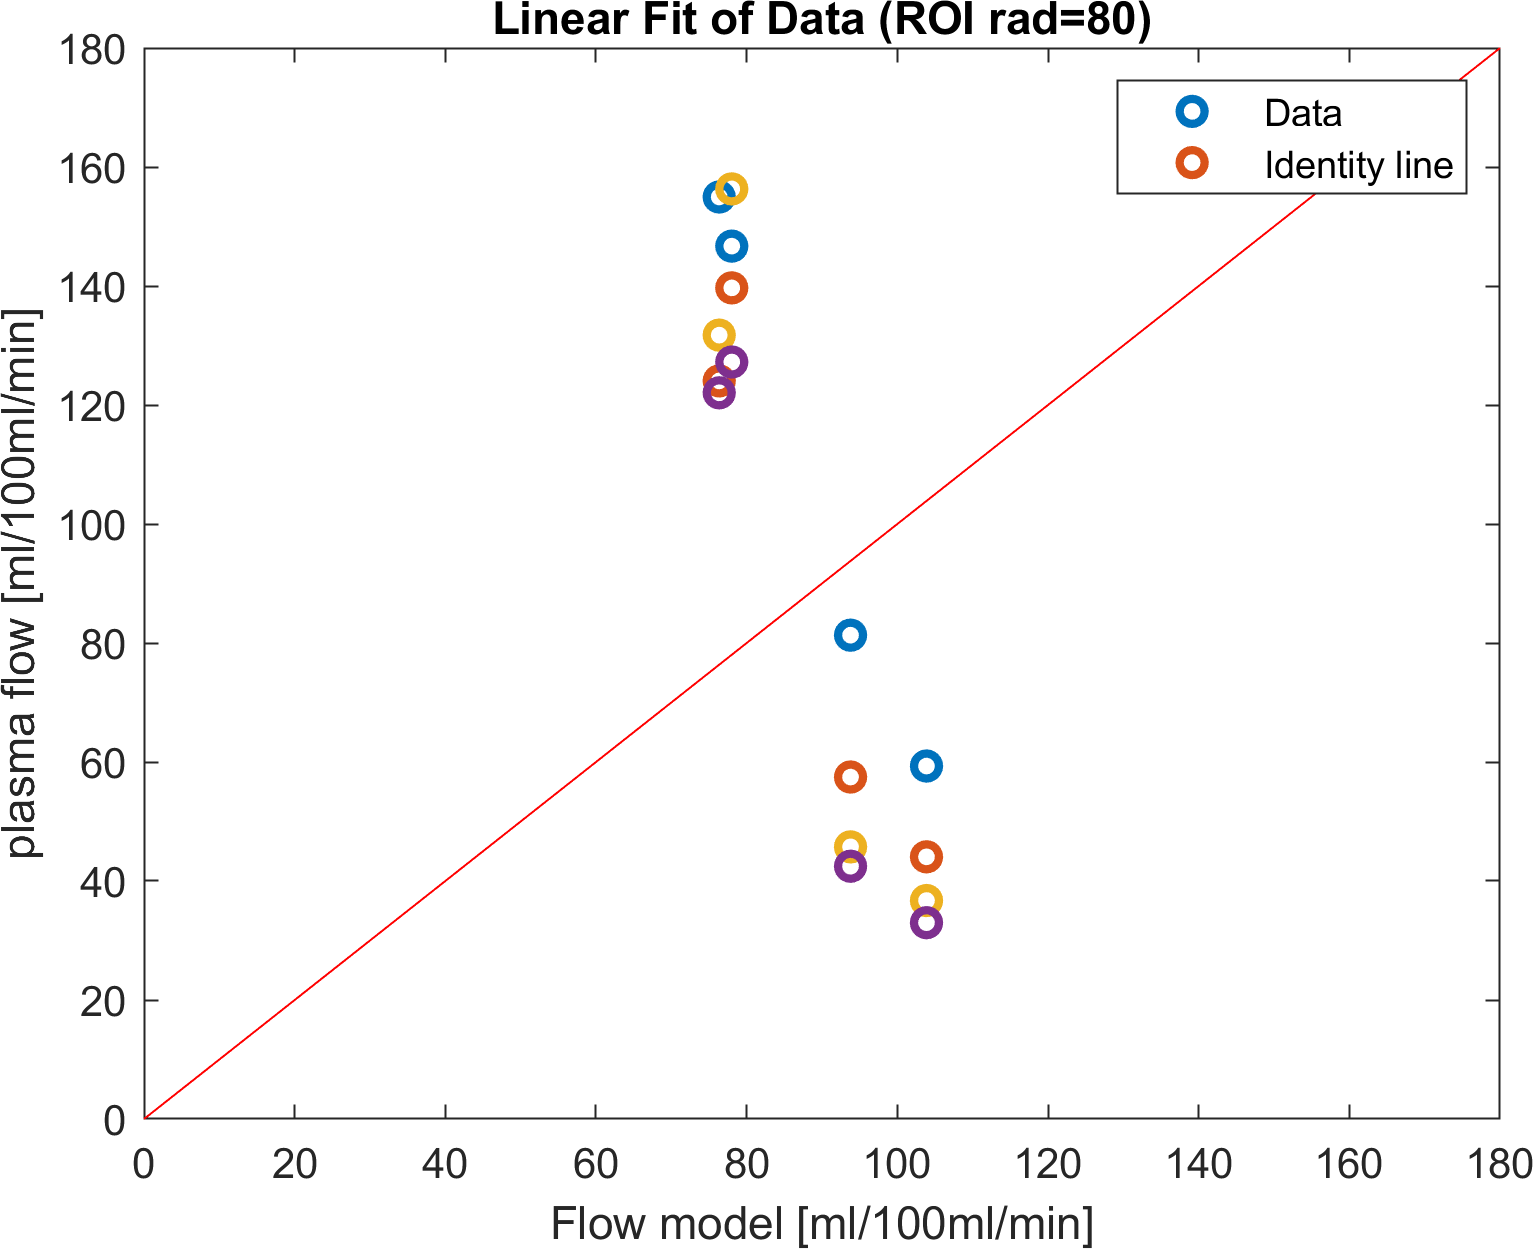 Linear Fit of Data (ROI rad=80)
180
160
140
120
100
80
60
40
20
0
plasma flow [ml/100ml/min]
Data
Identity line
0 20 40 60 80 100 120 140 160 180
Flow model [ml/100ml/min]